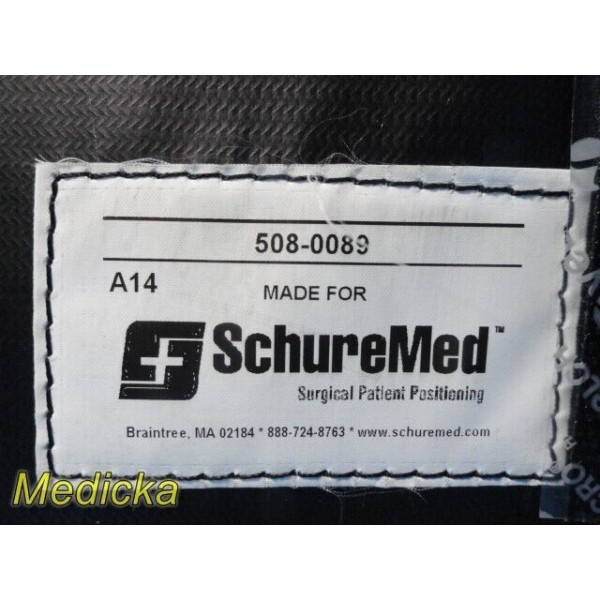 508-0089
A14
MADE FOR
SchureMed™
Surgical Patient Positioning
Braintree, MA 02184 * 888-724-8763 * www.schuremed.com
Medicka